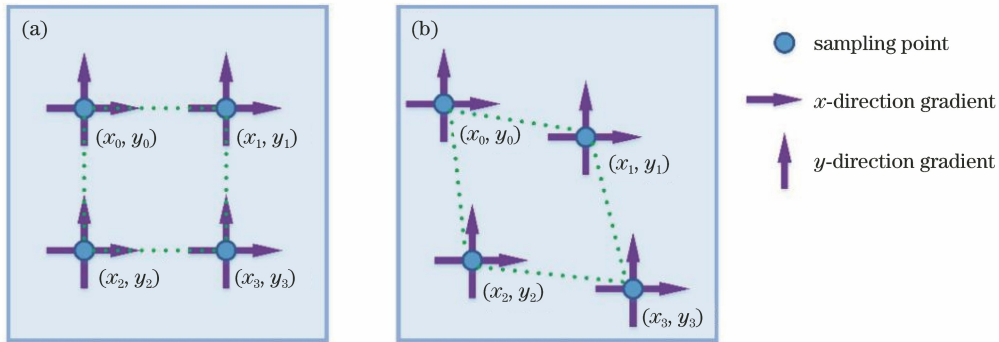 (a)
(x₀, y₀)
(x₁, y₁)
(x₂, y₂)
(x₃, y₃)
(b)
(x₀, y₀)
(x₁, y₁)
(x₂, y₂)
(x₃, y₃)
sampling point
x-direction gradient
y-direction gradient